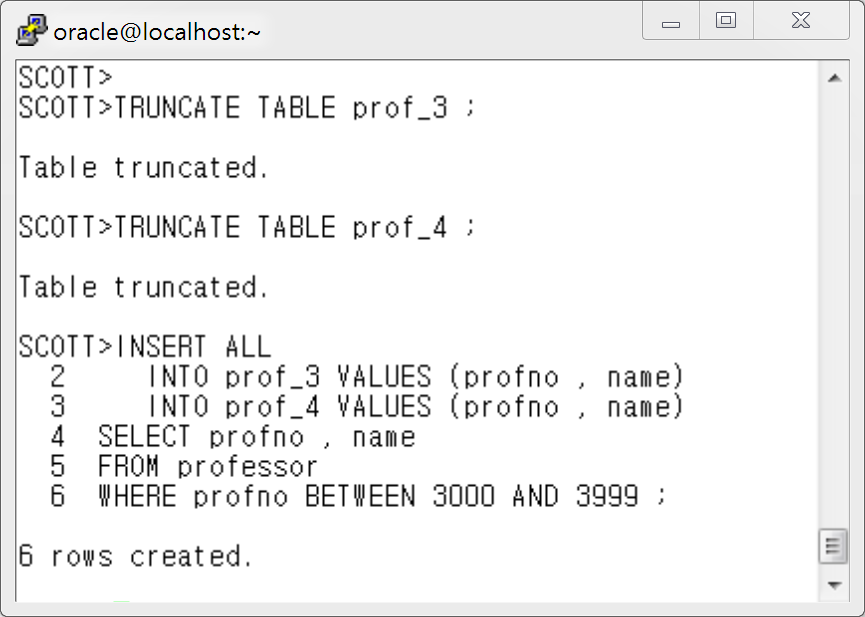 oracle@localhost:~
SCOTT>
SCOTT>TRUNCATE TABLE prof_3 ;
Table truncated.
SCOTT>TRUNCATE TABLE prof_4 ;
Table truncated.
SCOTT>INSERT ALL
2 INTO prof_3 VALUES (profno , name)
3 INTO prof_4 VALUES (profno , name)
4 SELECT profno , name
5 FROM professor
6 WHERE profno BETWEEN 3000 AND 3999 ;
6 rows created.